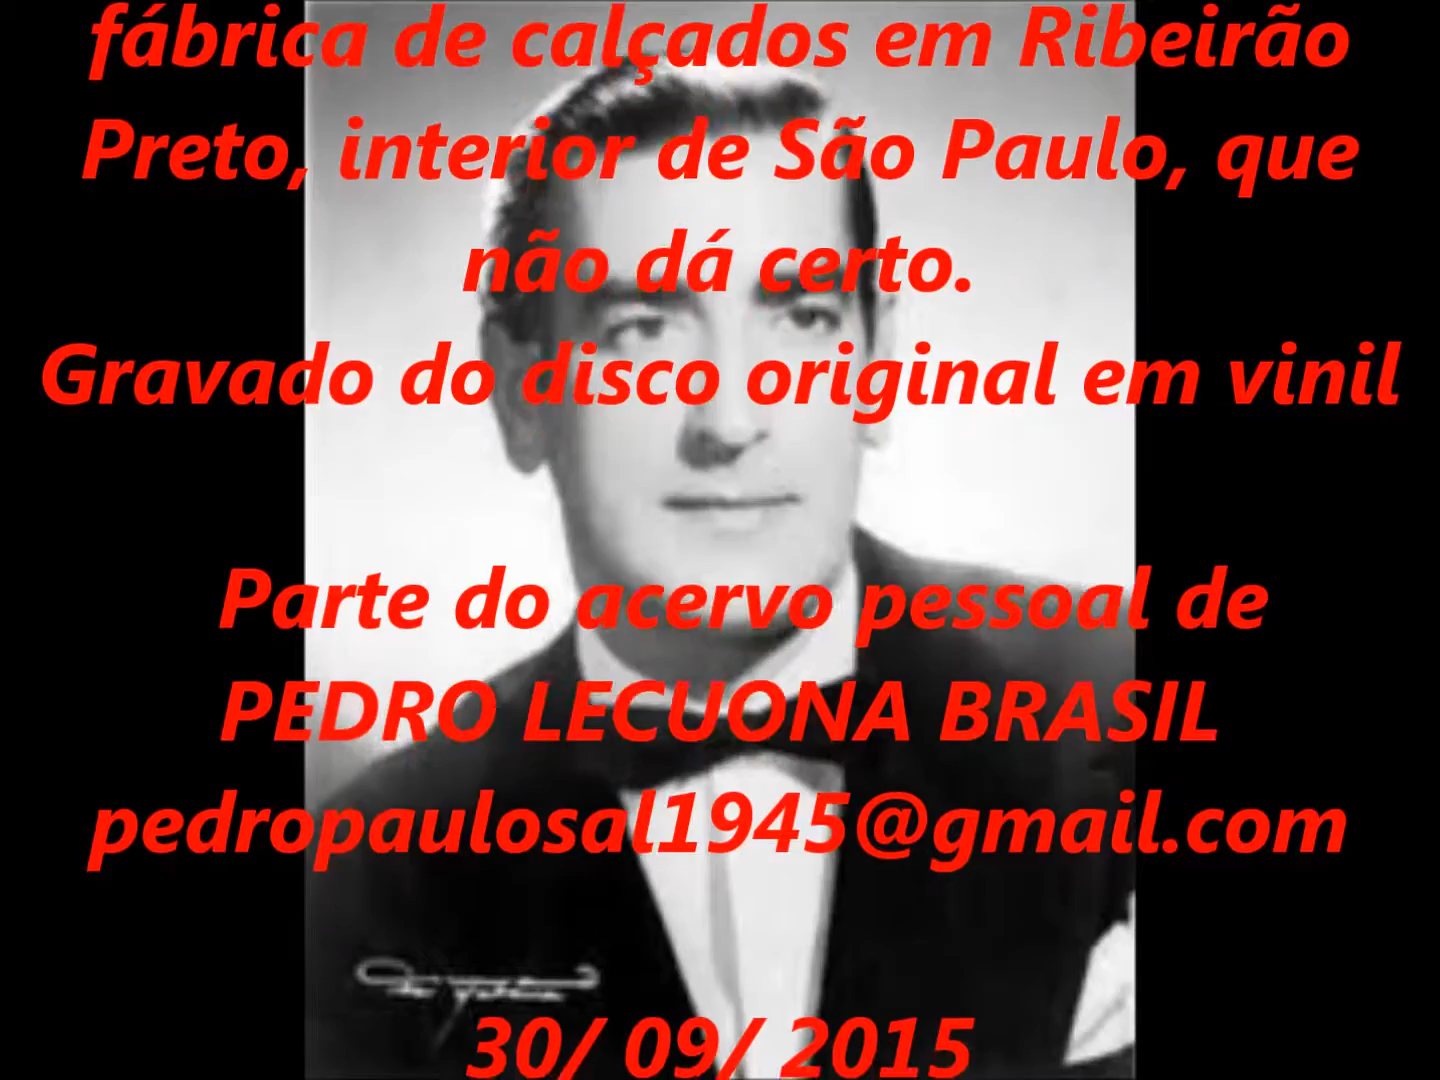 fábrica de calçados em Ribeirão
Preto, interior de São Paulo, que
não dá certo.
Gravado do disco original em vinil
Parte do acervo pessoal de
PEDRO LECUONA BRASIL
pedropaulosal1945@gmail.com
30/ 09/ 2015